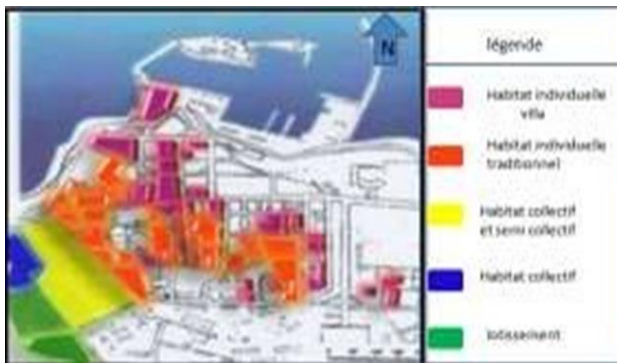 N
légende
Habitat individuelle
villa
Habitat individuelle
traditionnel
Habitat collectif
et semi collectif
Habitat collectif
lotissement